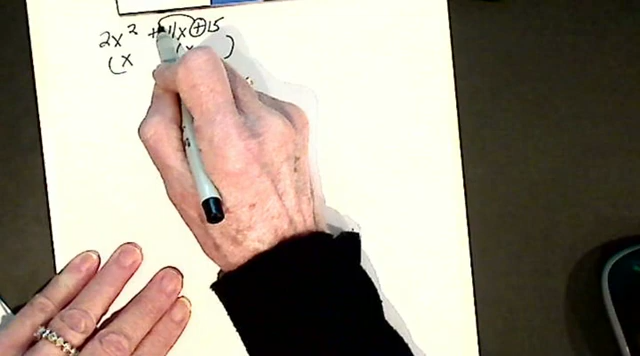 2x² + 11x + 15
(x (x )